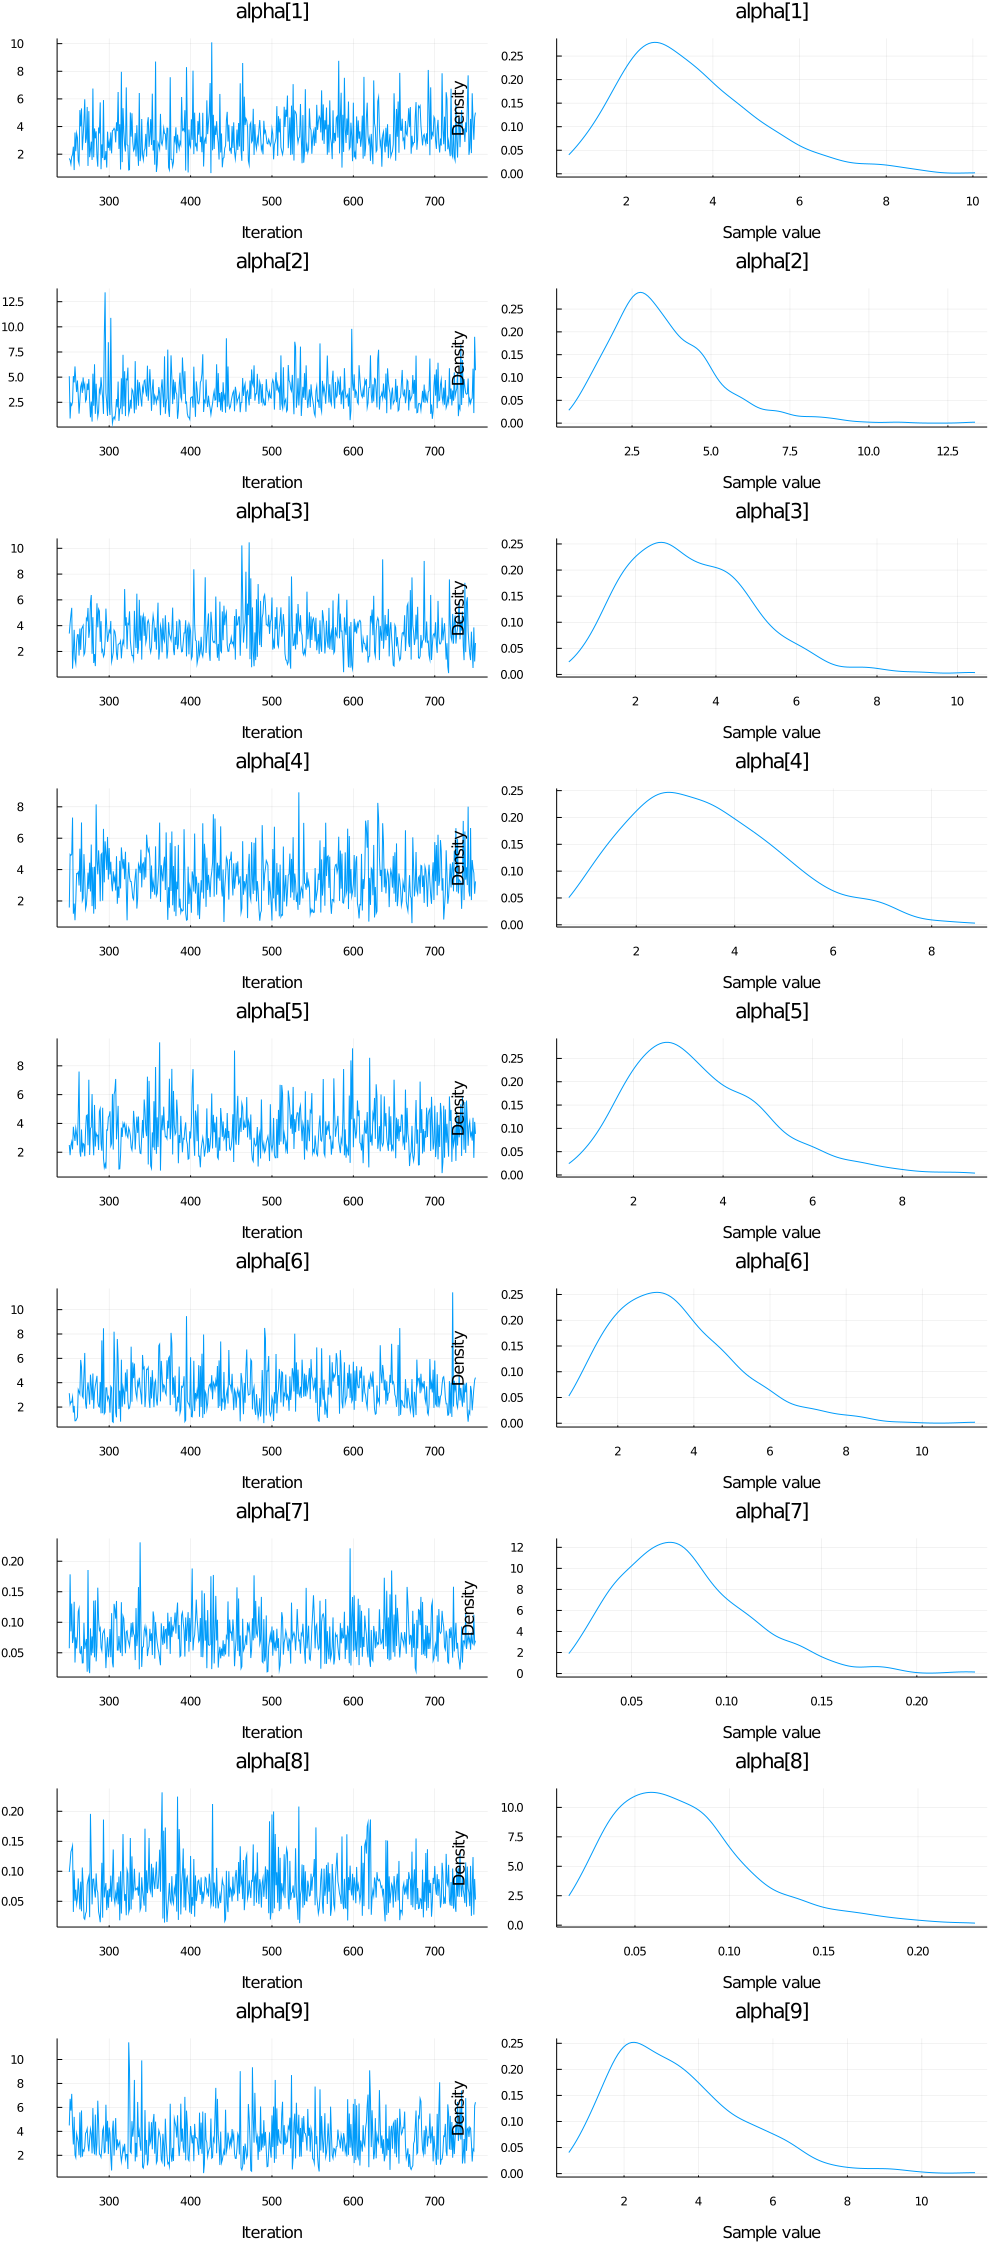 alpha[1] alpha[1]
10
8
6
4
2
Density
0.25
0.20
0.15
0.10
0.05
0.00
300 400 500 600 700 2 4 6 8 10
Iteration Sample value
alpha[2] alpha[2]
12.5
10.0
7.5
5.0
2.5
Density
0.25
0.20
0.15
0.10
0.05
0.00
300 400 500 600 700 2.5 5.0 7.5 10.0 12.5
Iteration Sample value
alpha[3] alpha[3]
10
8
6
4
2
Density
0.25
0.20
0.15
0.10
0.05
0.00
300 400 500 600 700 2 4 6 8 10
Iteration Sample value
alpha[4] alpha[4]
8
6
4
2
Density
0.25
0.20
0.15
0.10
0.05
0.00
300 400 500 600 700 2 4 6 8
Iteration Sample value
alpha[5] alpha[5]
8
6
4
2
Density
0.25
0.20
0.15
0.10
0.05
0.00
300 400 500 600 700 2 4 6 8
Iteration Sample value
alpha[6] alpha[6]
10
8
6
4
2
Density
0.25
0.20
0.15
0.10
0.05
0.00
300 400 500 600 700 2 4 6 8 10
Iteration Sample value
alpha[7] alpha[7]
0.20
0.15
0.10
0.05
Density
12
10
8
6
4
2
0
300 400 500 600 700 0.05 0.10 0.15 0.20
Iteration Sample value
alpha[8] alpha[8]
0.20
0.15
0.10
0.05
Density
10.0
7.5
5.0
2.5
0.0
300 400 500 600 700 0.05 0.10 0.15 0.20
Iteration Sample value
alpha[9] alpha[9]
10
8
6
4
2
Density
0.25
0.20
0.15
0.10
0.05
0.00
300 400 500 600 700 2 4 6 8 10
Iteration Sample value